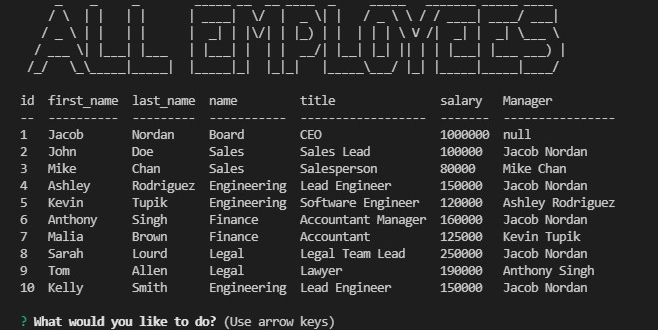 ALL EMPLOYEES
id first_name last_name name title salary Manager
-- ---------- --------- ----------- ------------------ ------- ----------------
1 Jacob Nordan Board CEO 1000000 null
2 John Doe Sales Sales Lead 100000 Jacob Nordan
3 Mike Chan Sales Salesperson 80000 Mike Chan
4 Ashley Rodriguez Engineering Lead Engineer 150000 Jacob Nordan
5 Kevin Tupik Engineering Software Engineer 120000 Ashley Rodriguez
6 Anthony Singh Finance Accountant Manager 160000 Jacob Nordan
7 Malia Brown Finance Accountant 125000 Kevin Tupik
8 Sarah Lourd Legal Legal Team Lead 250000 Jacob Nordan
9 Tom Allen Legal Lawyer 190000 Anthony Singh
10 Kelly Smith Engineering Lead Engineer 150000 Jacob Nordan
? What would you like to do? (Use arrow keys)